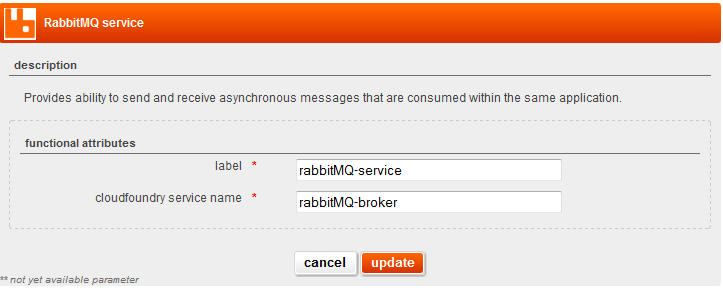 RabbitMQ service
description
Provides ability to send and receive asynchronous messages that are consumed within the same application.
functional attributes
label * rabbitMQ-service
cloudfoundry service name * rabbitMQ-broker
cancel update
** not yet available parameter